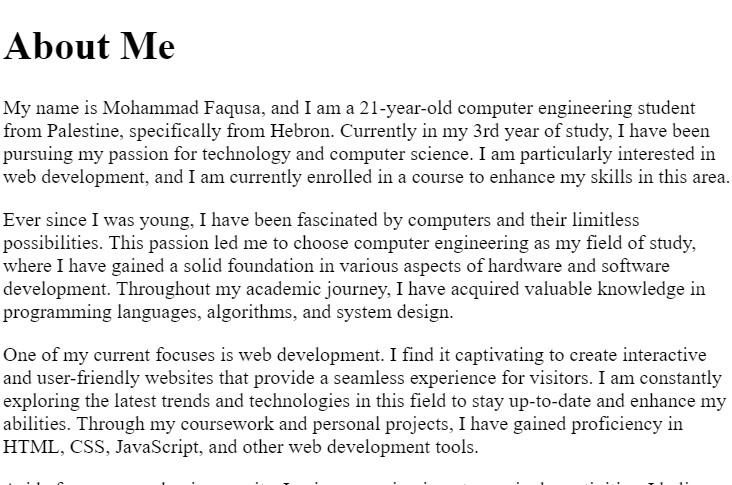 About Me
My name is Mohammad Faqusa, and I am a 21-year-old computer engineering student
from Palestine, specifically from Hebron. Currently in my 3rd year of study, I have been
pursuing my passion for technology and computer science. I am particularly interested in
web development, and I am currently enrolled in a course to enhance my skills in this area.
Ever since I was young, I have been fascinated by computers and their limitless
possibilities. This passion led me to choose computer engineering as my field of study,
where I have gained a solid foundation in various aspects of hardware and software
development. Throughout my academic journey, I have acquired valuable knowledge in
programming languages, algorithms, and system design.
One of my current focuses is web development. I find it captivating to create interactive
and user-friendly websites that provide a seamless experience for visitors. I am constantly
exploring the latest trends and technologies in this field to stay up-to-date and enhance my
abilities. Through my coursework and personal projects, I have gained proficiency in
HTML, CSS, JavaScript, and other web development tools.